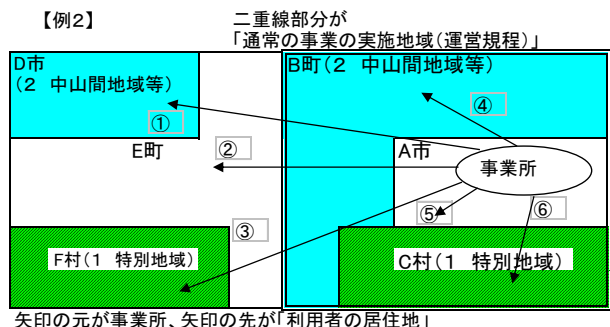 【例2】
二重線部分が
「通常の事業の実施地域(運営規程)」
D市
(2 中山間地域等)
B町(2 中山間地域等)
①
④
E町
②
A市
事業所
③
⑤
⑥
F村(1 特別地域)
C村(1 特別地域)
矢印の元が事業所、矢印の先が「利用者の居住地」